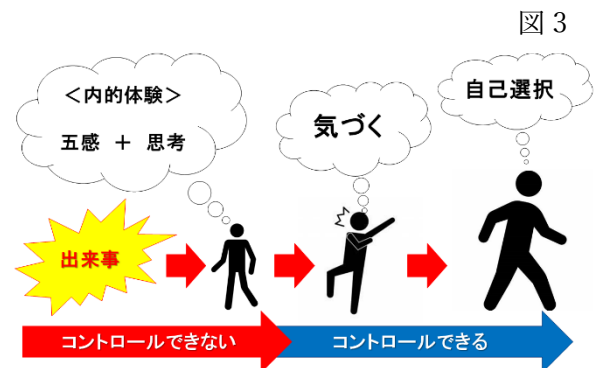 図3
<内的体験>
五感 + 思考
気づく
自己選択
出来事
コントロールできない
コントロールできる